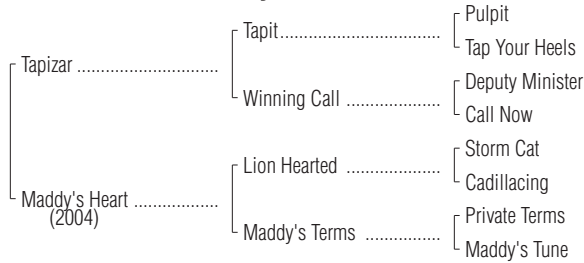 Pulpit
Tapit
Tap Your Heels
Tapizar
Deputy Minister
Winning Call
Call Now
Storm Cat
Lion Hearted
Cadillacing
Maddy's Heart
(2004)
Private Terms
Maddy's Terms
Maddy's Tune